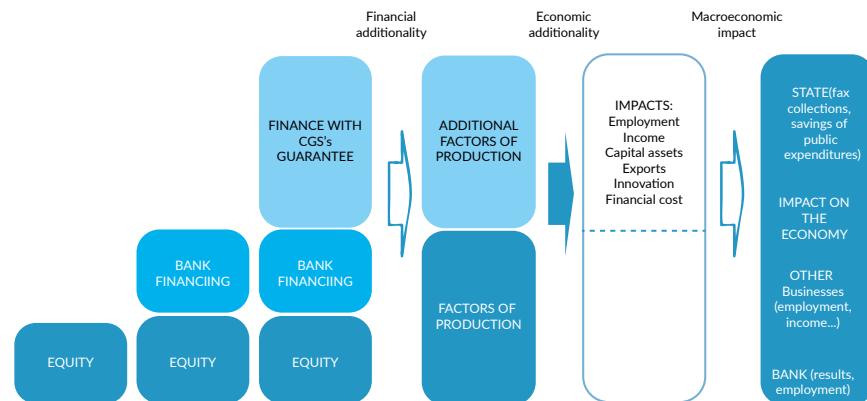 Financial
additionality
Economic
additionality
Macroeconomic
impact
FINANCE WITH
CGS's
GUARANTEE
ADDITIONAL
FACTORS OF
PRODUCTION
IMPACTS:
Employment
Income
Capital assets
Exports
Innovation
Financial cost
STATE(fax
collections,
savings of
public
expenditures)
IMPACT ON
THE
ECONOMY
OTHER
Businesses
(employment,
income...)
BANK (results,
employment)
BANK
FINANCIING
BANK
FINANCIING
FACTORS OF
PRODUCTION
EQUITY
EQUITY
EQUITY